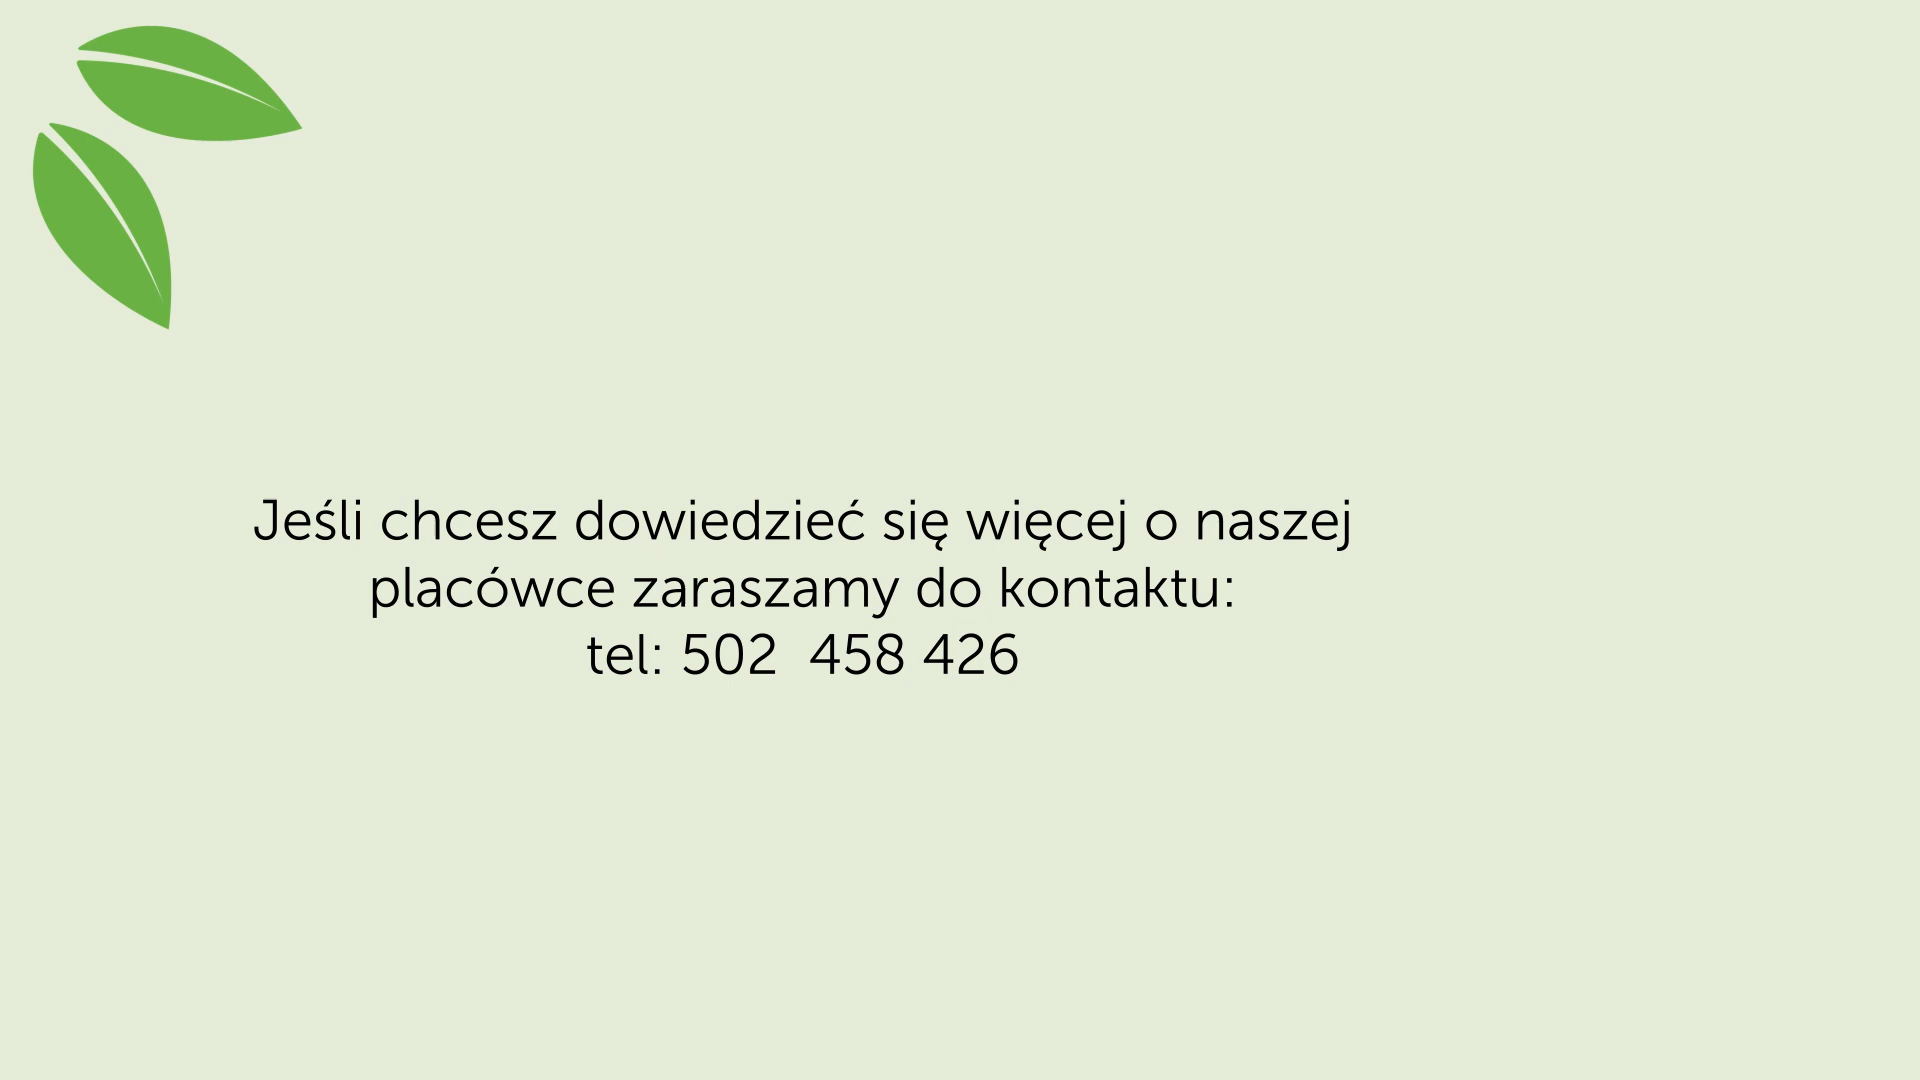 Jeśli chcesz dowiedzieć się więcej o naszej
placówce zaraszamy do kontaktu:
tel: 502  458 426